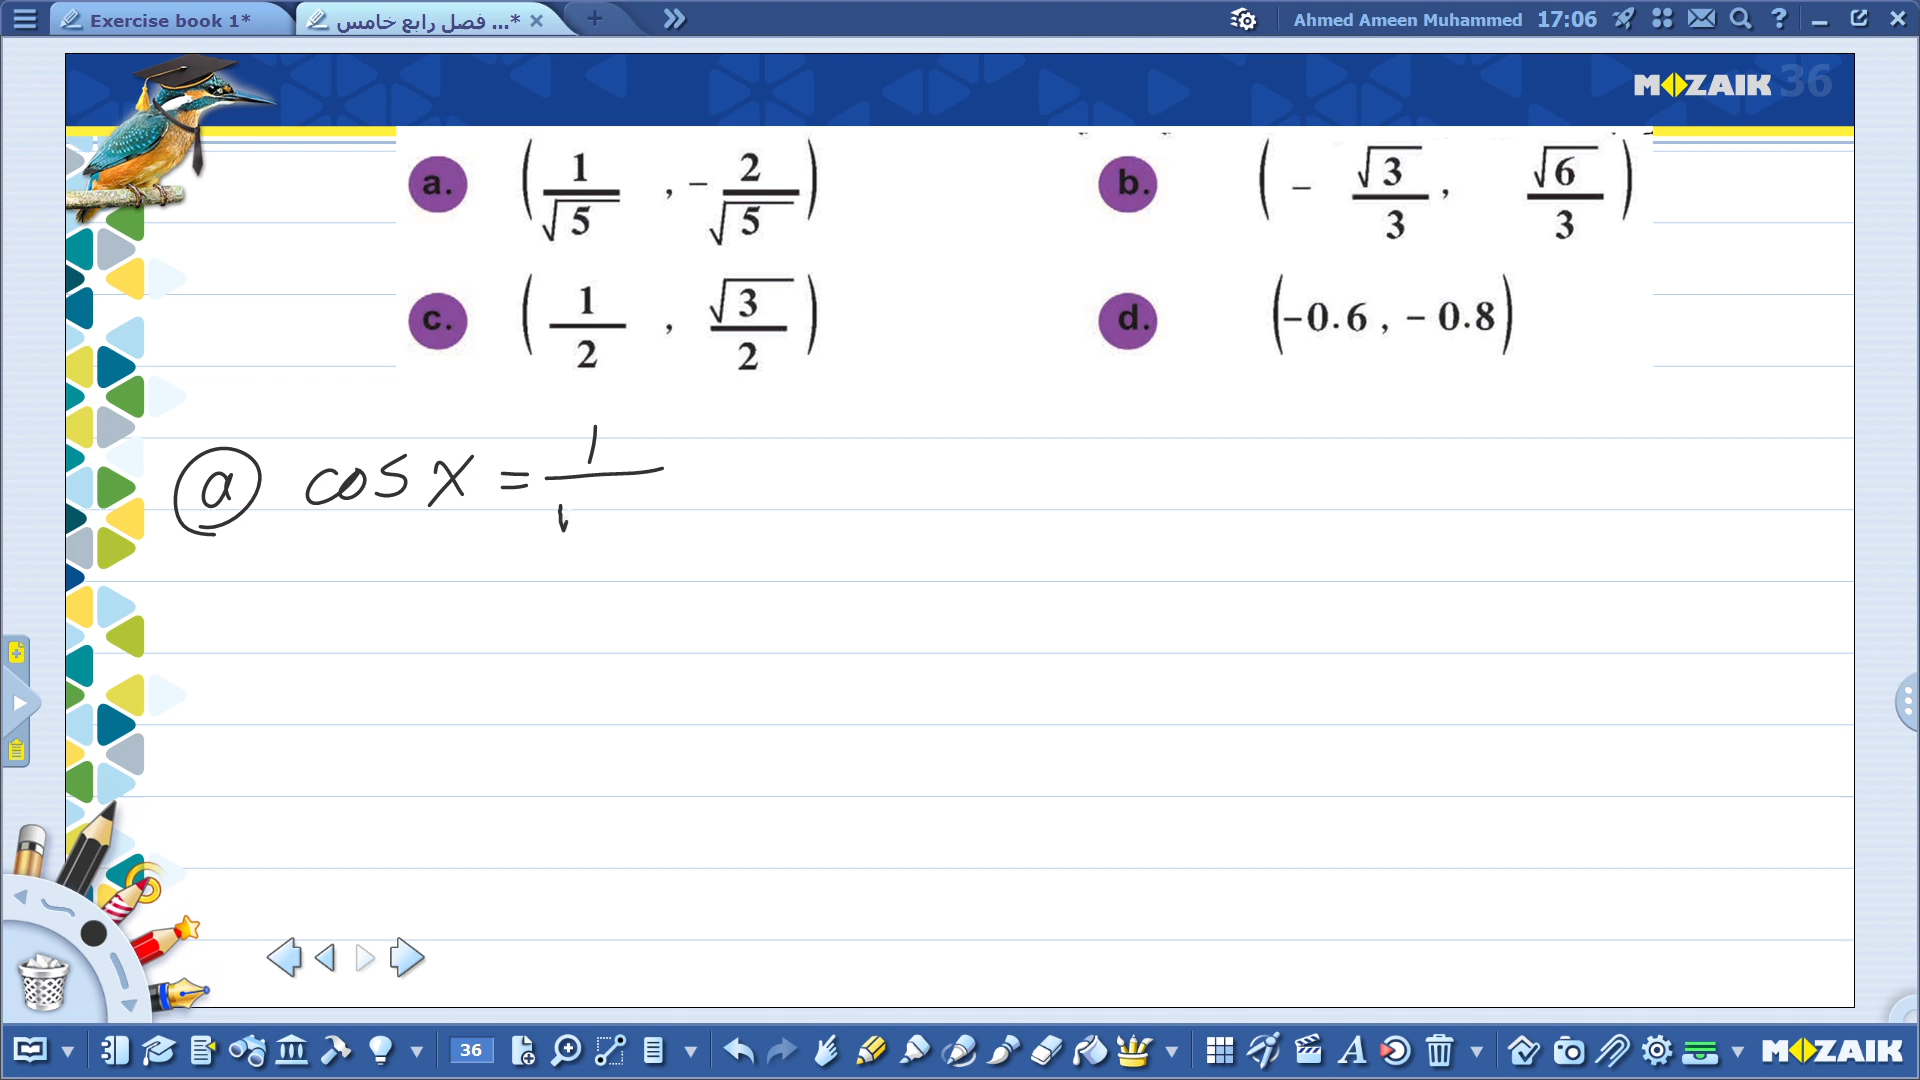 Exercise book 1*
فصل رابع خامس ...*
Ahmed Ameen Muhammed 17:06
MOZAIK 36
a. ( 1/√5 , - 2/√5 )
b. ( - √3/3 , √6/3 )
c. ( 1/2 , √3/2 )
d. (-0.6 , - 0.8)
a cos x = 1/
36
MOZAIK